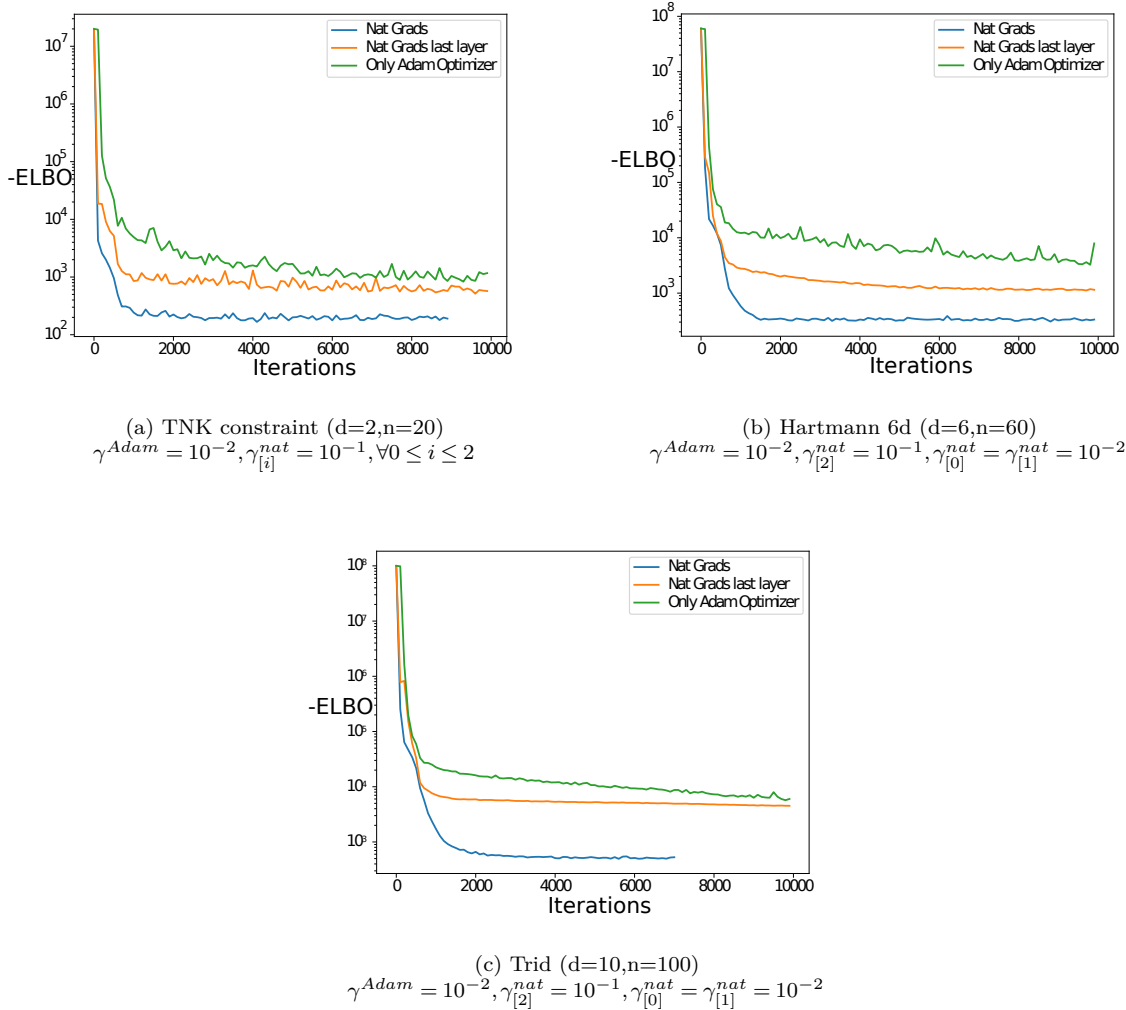 Nat Grads
Nat Grads last layer
Only Adam Optimizer
10⁷
10⁶
10⁵
10⁴
10³
10²
-ELBO
0 2000 4000 6000 8000 10000
Iterations
(a) TNK constraint (d=2,n=20)
γ^{Adam} = 10^{-2}, γ^{nat}_{[i]} = 10^{-1}, ∀0 ≤ i ≤ 2
Nat Grads
Nat Grads last layer
Only Adam Optimizer
10⁸
10⁷
10⁶
10⁵
10⁴
10³
-ELBO
0 2000 4000 6000 8000 10000
Iterations
(b) Hartmann 6d (d=6,n=60)
γ^{Adam} = 10^{-2}, γ^{nat}_{[2]} = 10^{-1}, γ^{nat}_{[0]} = γ^{nat}_{[1]} = 10^{-2}
Nat Grads
Nat Grads last layer
Only Adam Optimizer
10⁸
10⁷
10⁶
10⁵
10⁴
10³
-ELBO
0 2000 4000 6000 8000 10000
Iterations
(c) Trid (d=10,n=100)
γ^{Adam} = 10^{-2}, γ^{nat}_{[2]} = 10^{-1}, γ^{nat}_{[0]} = γ^{nat}_{[1]} = 10^{-2}